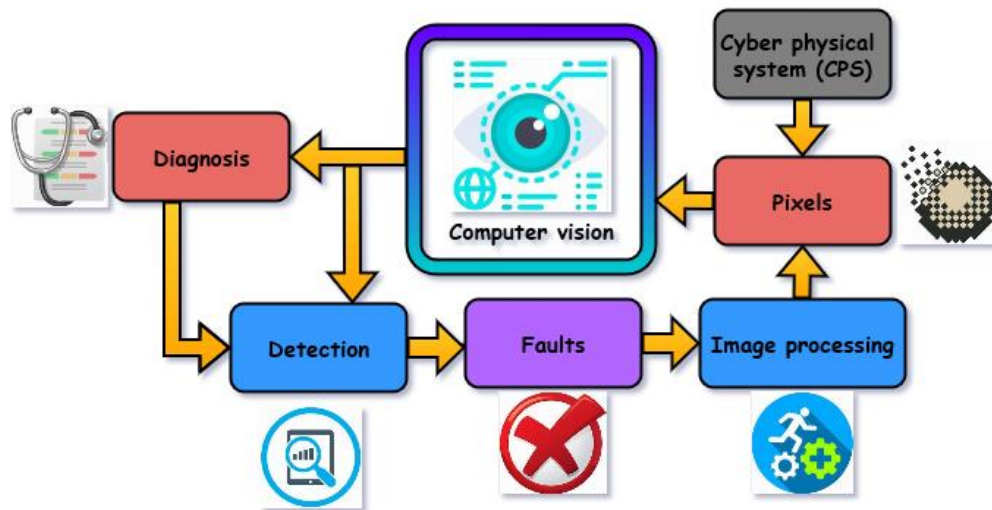 Cyber physical
system (CPS)
Diagnosis
Pixels
Computer vision
Detection
Faults
Image processing